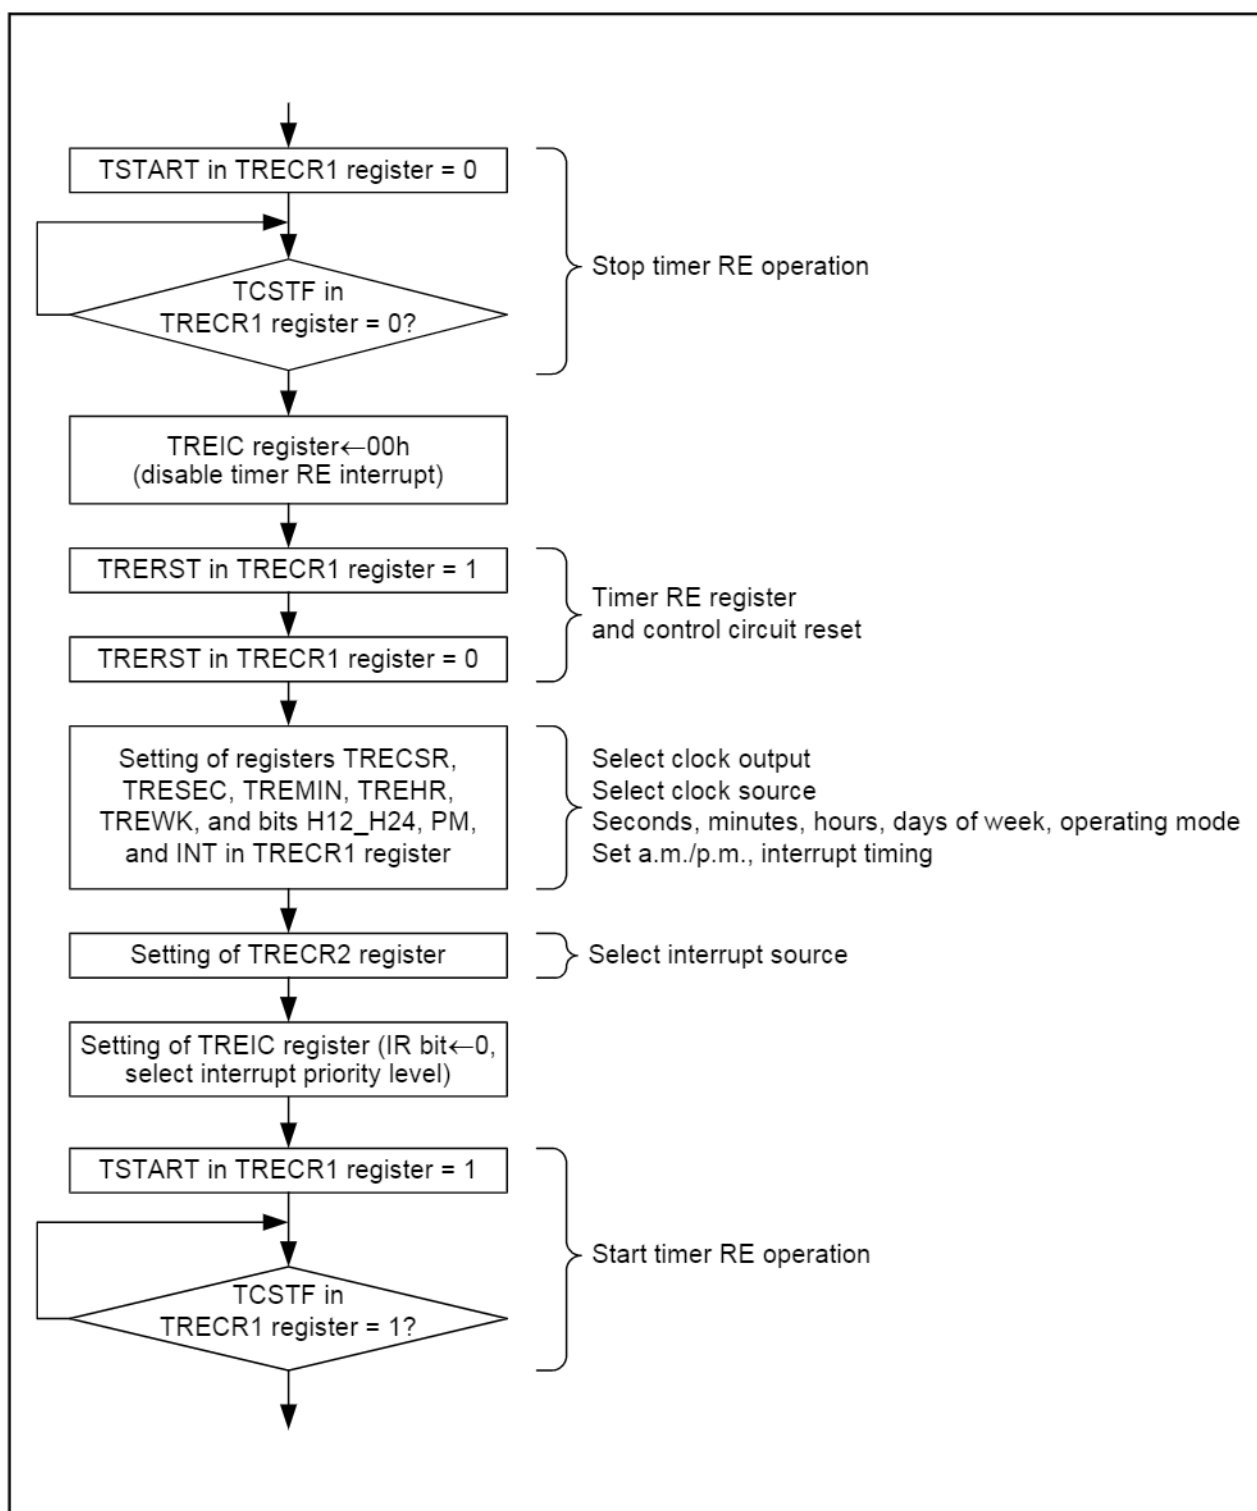 TSTART in TRECR1 register = 0
TCSTF in
TRECR1 register = 0?
Stop timer RE operation
TREIC register←00h
(disable timer RE interrupt)
TRERST in TRECR1 register = 1
TRERST in TRECR1 register = 0
Timer RE register
and control circuit reset
Setting of registers TRECSR,
TRESEC, TREMIN, TREHR,
TREWK, and bits H12_H24, PM,
and INT in TRECR1 register
Select clock output
Select clock source
Seconds, minutes, hours, days of week, operating mode
Set a.m./p.m., interrupt timing
Setting of TRECR2 register
Select interrupt source
Setting of TREIC register (IR bit←0,
select interrupt priority level)
TSTART in TRECR1 register = 1
TCSTF in
TRECR1 register = 1?
Start timer RE operation